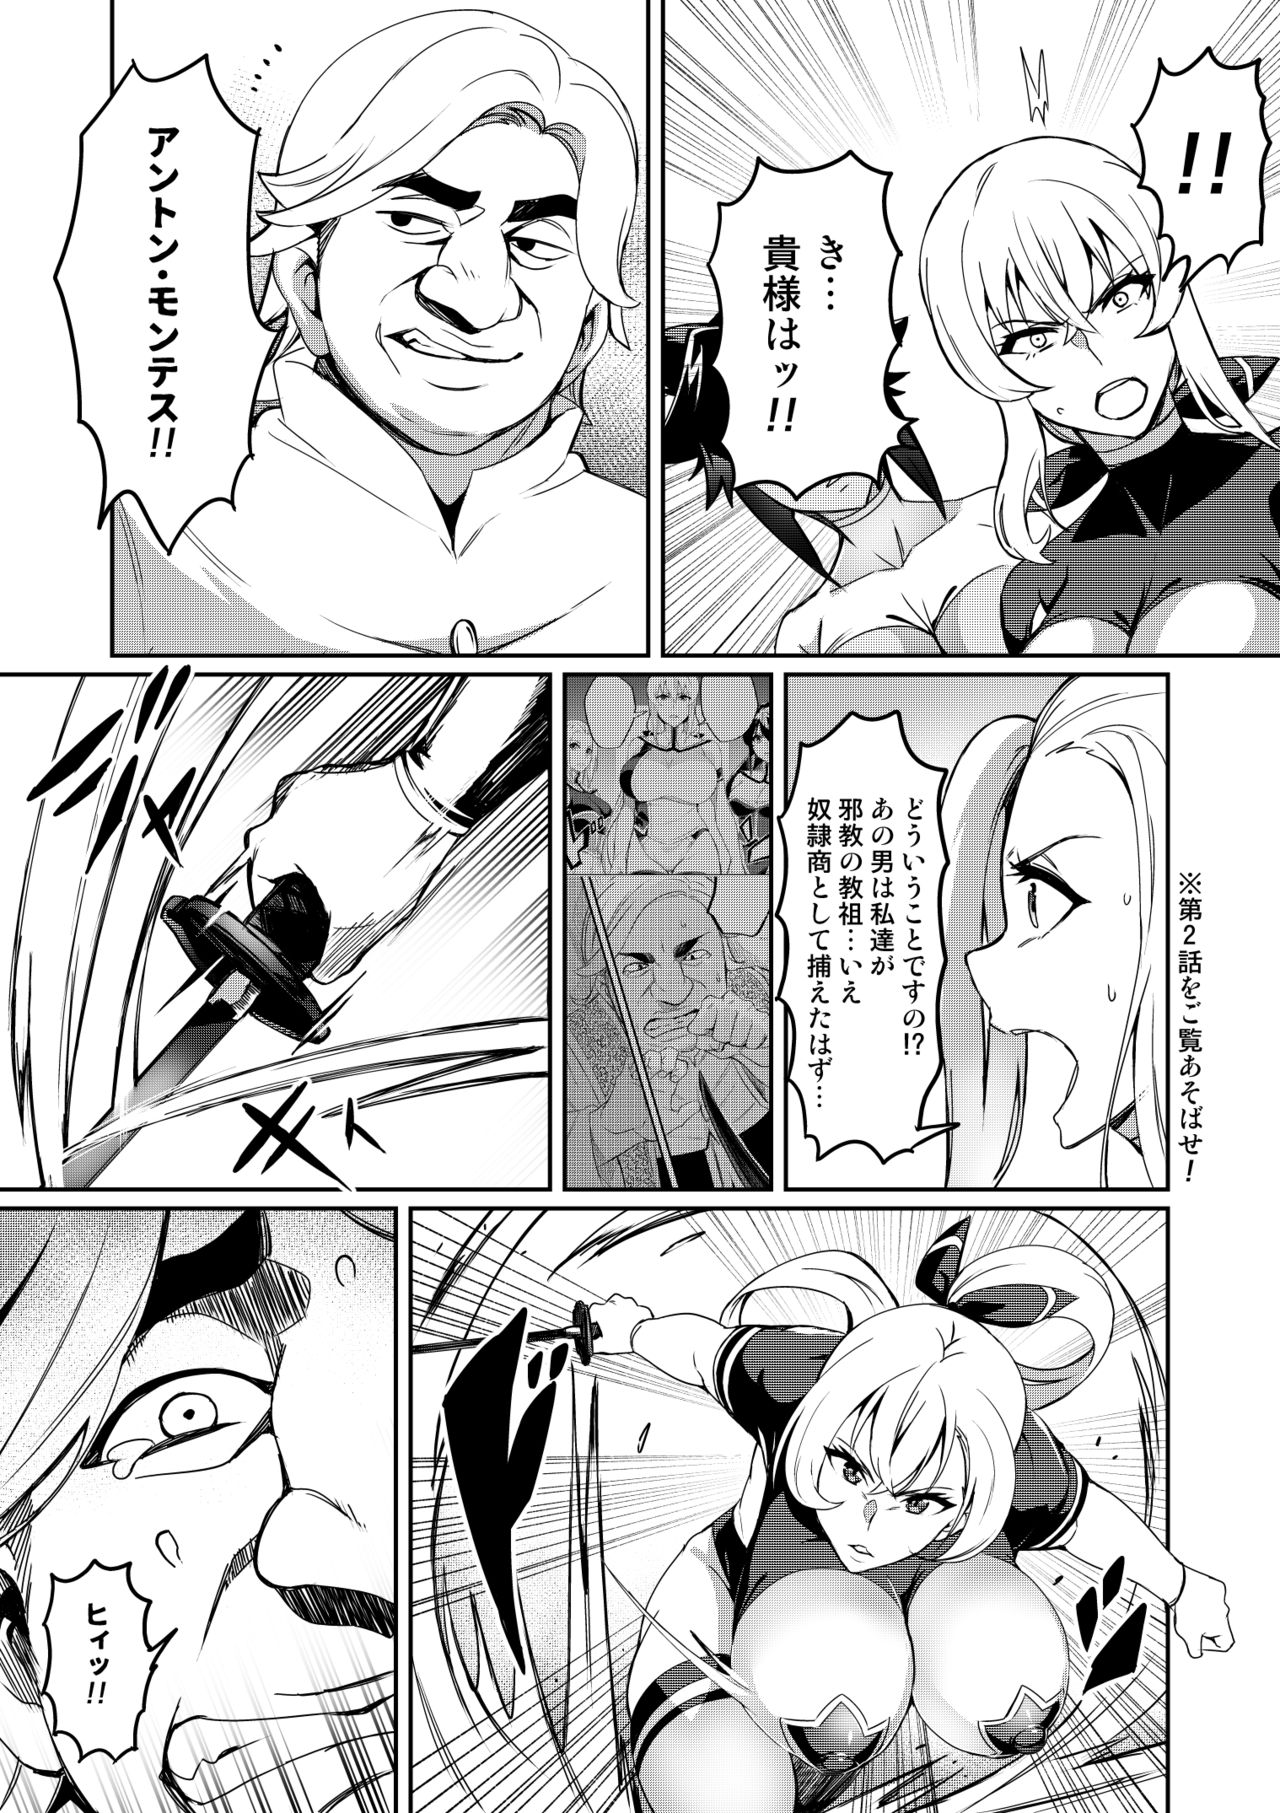 !!
き…
貴様はッ!!
アントン・モンテス!!
どういうことですの!?
あの男は私達が
邪教の教祖…いえ
奴隷商として捕えたはず…
※第2話をご覧あそばせ!
ヒィッ!!